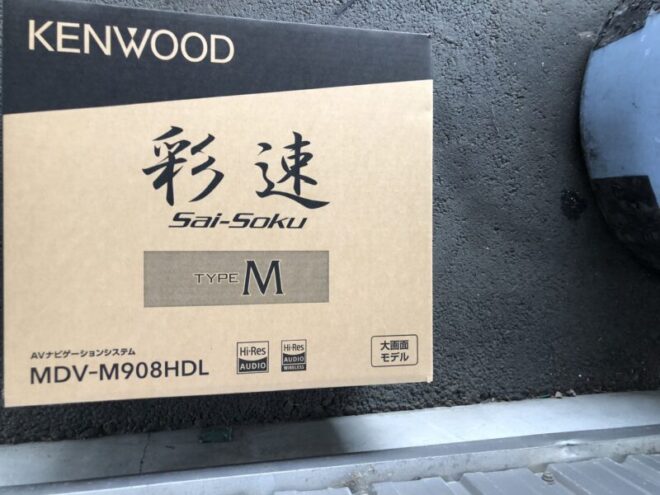 KENWOOD
彩速
Sai-Soku
TYPE M
AVナビゲーションシステム
MDV-M908HDL
Hi-Res
AUDIO
Hi-Res
AUDIO
WIRELESS
大画面
モデル